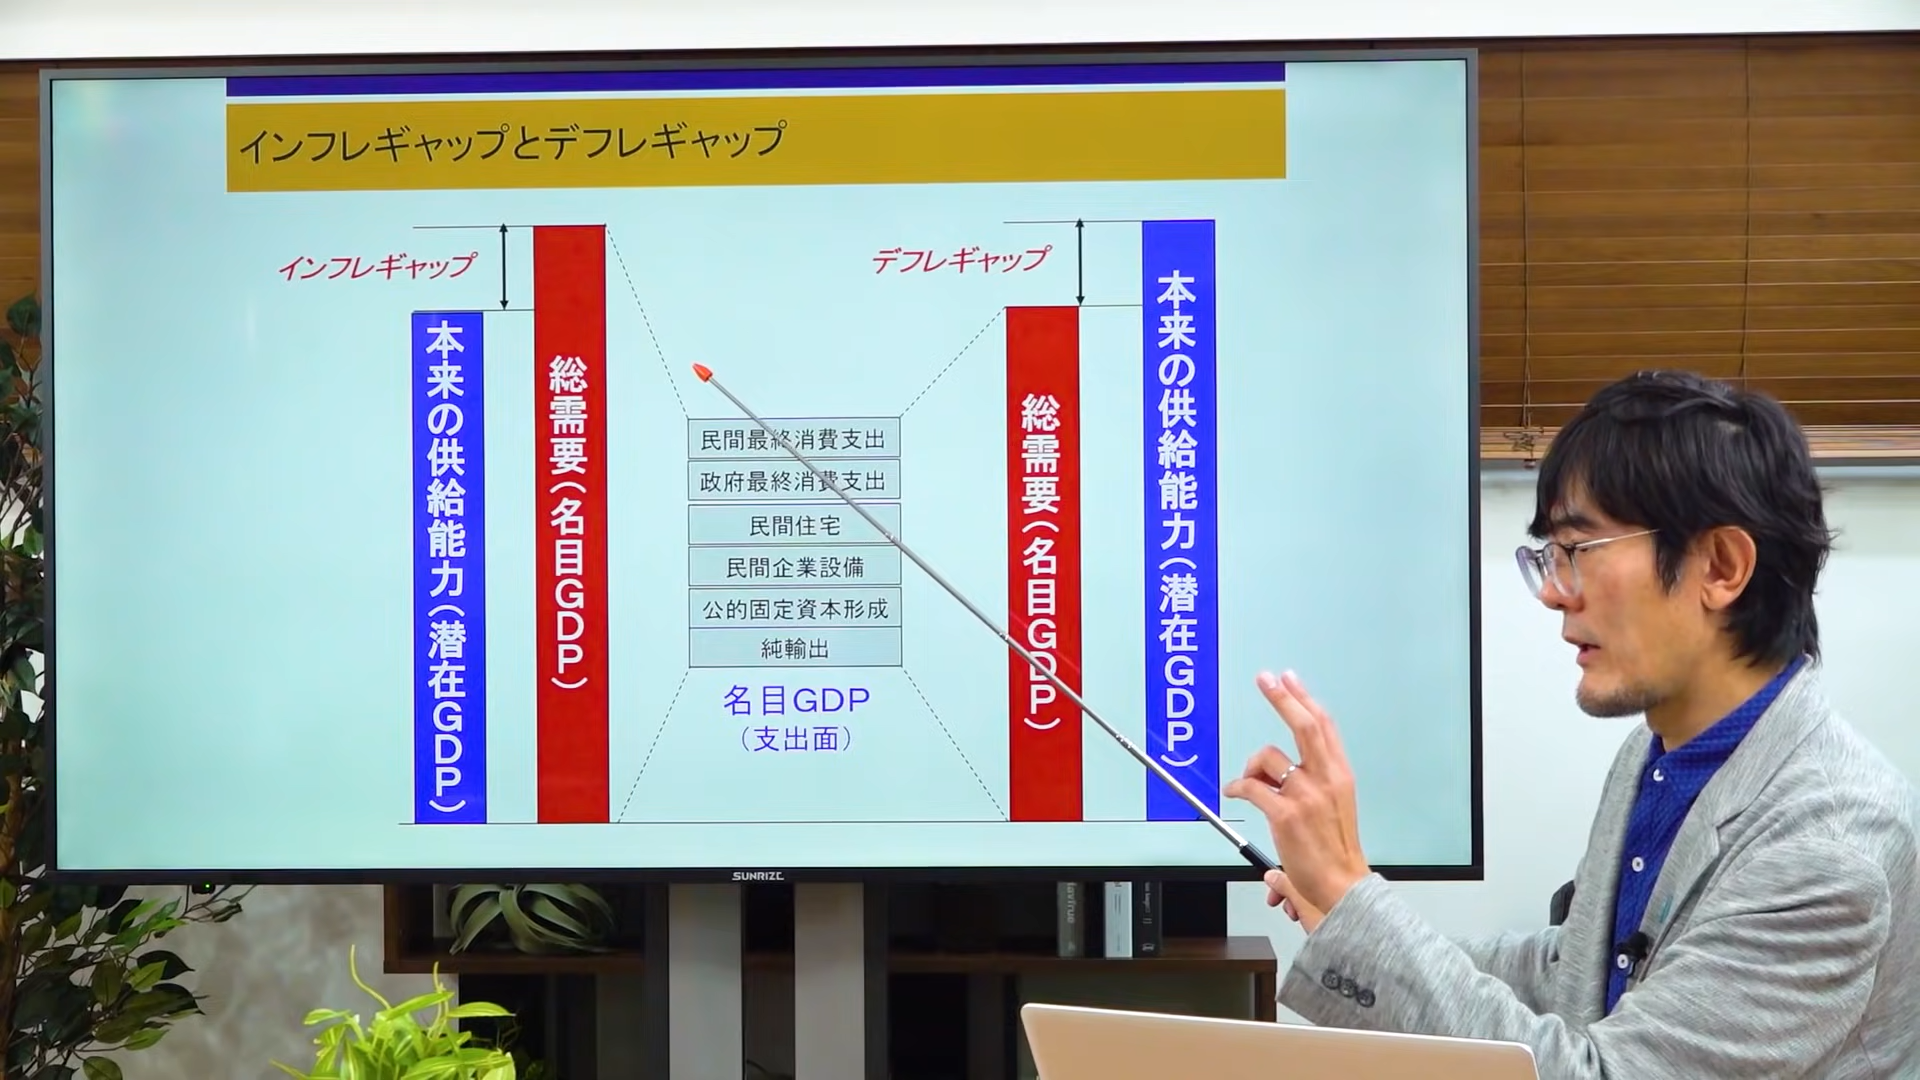 インフレギャップとデフレギャップ
インフレギャップ
本来の供給能力(潜在GDP)
総需要(名目GDP)
民間最終消費支出
政府最終消費支出
民間住宅
民間企業設備
公的固定資本形成
純輸出
名目GDP
(支出面)
デフレギャップ
総需要(名目GDP)
本来の供給能力(潜在GDP)
SUNRIZE